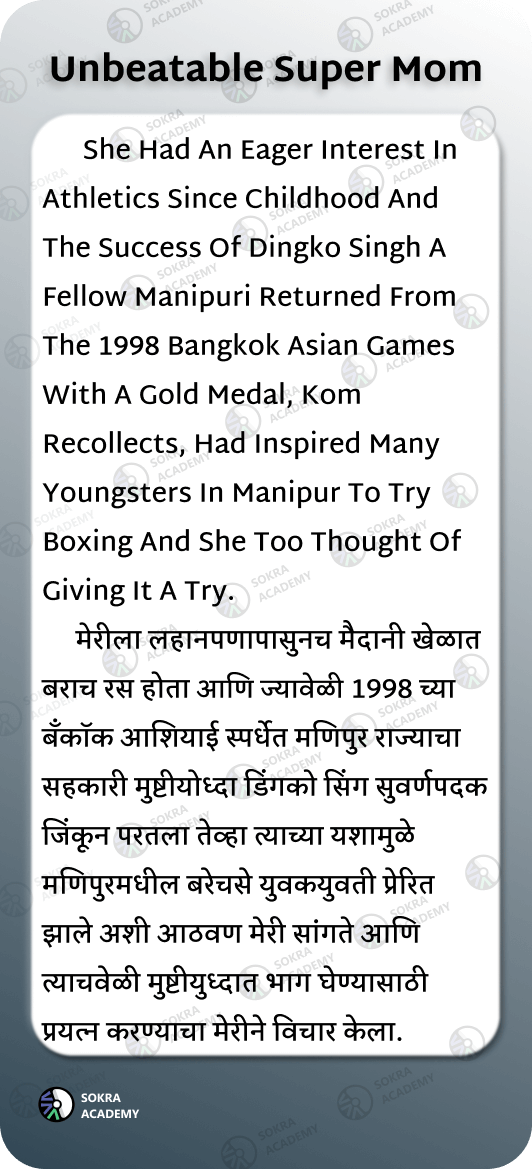 Unbeatable Super Mom
She Had An Eager Interest In
Athletics Since Childhood And
The Success Of Dingko Singh A
Fellow Manipuri Returned From
The 1998 Bangkok Asian Games
With A Gold Medal, Kom
Recollects, Had Inspired Many
Youngsters In Manipur To Try
Boxing And She Too Thought Of
Giving It A Try.
मेरीला लहानपणापासुनच मैदानी खेळात
बराच रस होता आणि ज्यावेळी 1998 च्या
बँकॉक आशियाई स्पर्धेत मणिपुर राज्याचा
सहकारी मुष्टीयोध्दा डिंगको सिंग सुवर्णपदक
जिंकून परतला तेव्हा त्याच्या यशामुळे
मणिपुरमधील बरेचसे युवकयुवती प्रेरित
झाले अशी आठवण मेरी सांगते आणि
त्याचवेळी मुष्टीयुध्दात भाग घेण्यासाठी
प्रयत्न करण्याचा मेरीने विचार केला.
SOKRA
ACADEMY